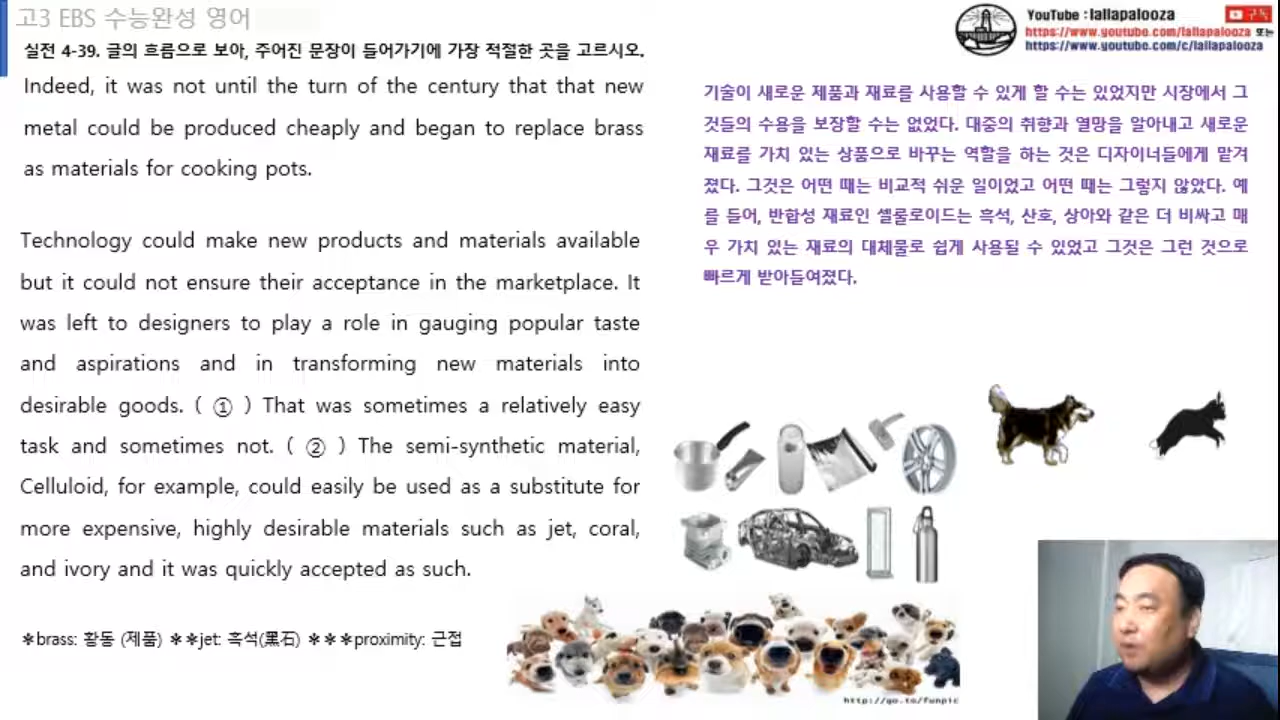 고3 EBS 수능완성 영어
YouTube : lallapalooza
구독
https://www.youtube.com/lallapalooza 또는
https://www.youtube.com/c/lallapalooza
실전 4-39. 글의 흐름으로 보아, 주어진 문장이 들어가기에 가장 적절한 곳을 고르시오.
Indeed, it was not until the turn of the century that that new
metal could be produced cheaply and began to replace brass
as materials for cooking pots.
Technology could make new products and materials available
but it could not ensure their acceptance in the marketplace. It
was left to designers to play a role in gauging popular taste
and aspirations and in transforming new materials into
desirable goods. ( ① ) That was sometimes a relatively easy
task and sometimes not. ( ② ) The semi-synthetic material,
Celluloid, for example, could easily be used as a substitute for
more expensive, highly desirable materials such as jet, coral,
and ivory and it was quickly accepted as such.
∗brass: 황동 (제품) ∗∗jet: 흑석(黑石) ∗∗∗proximity: 근접
기술이 새로운 제품과 재료를 사용할 수 있게 할 수는 있었지만 시장에서 그
것들의 수용을 보장할 수는 없었다. 대중의 취향과 열망을 알아내고 새로운
재료를 가치 있는 상품으로 바꾸는 역할을 하는 것은 디자이너들에게 맡겨
졌다. 그것은 어떤 때는 비교적 쉬운 일이었고 어떤 때는 그렇지 않았다. 예
를 들어, 반합성 재료인 셀룰로이드는 흑석, 산호, 상아와 같은 더 비싸고 매
우 가치 있는 재료의 대체물로 쉽게 사용될 수 있었고 그것은 그런 것으로
빠르게 받아들여졌다.
http://go.to/funpic